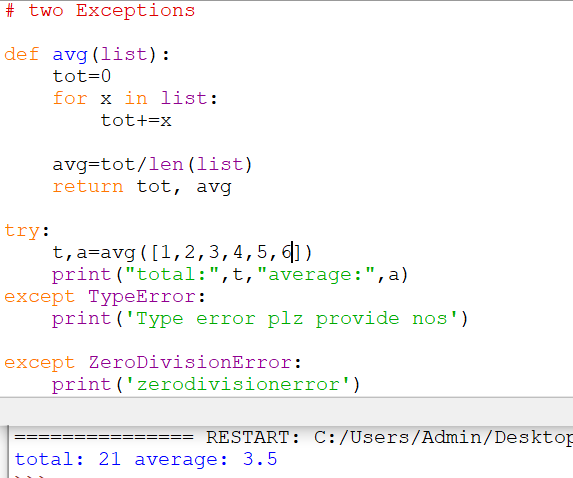 # two Exceptions
def avg(list):
    tot=0
    for x in list:
        tot+=x
    avg=tot/len(list)
    return tot, avg
try:
    t,a=avg([1,2,3,4,5,6])
    print("total:",t,"average:",a)
except TypeError:
    print('Type error plz provide nos')
except ZeroDivisionError:
    print('zerodivisionerror')
=============== RESTART: C:/Users/Admin/Desktop
total: 21 average: 3.5
>>>